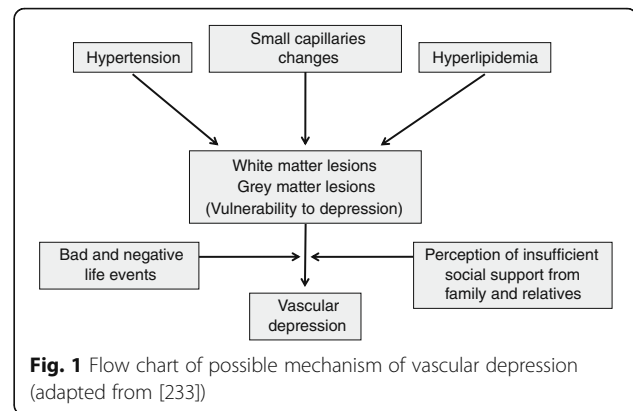 Hypertension
Small capillaries
changes
Hyperlipidemia
White matter lesions
Grey matter lesions
(Vulnerability to depression)
Bad and negative
life events
Perception of insufficient
social support from
family and relatives
Vascular
depression
Fig. 1 Flow chart of possible mechanism of vascular depression
(adapted from [233])